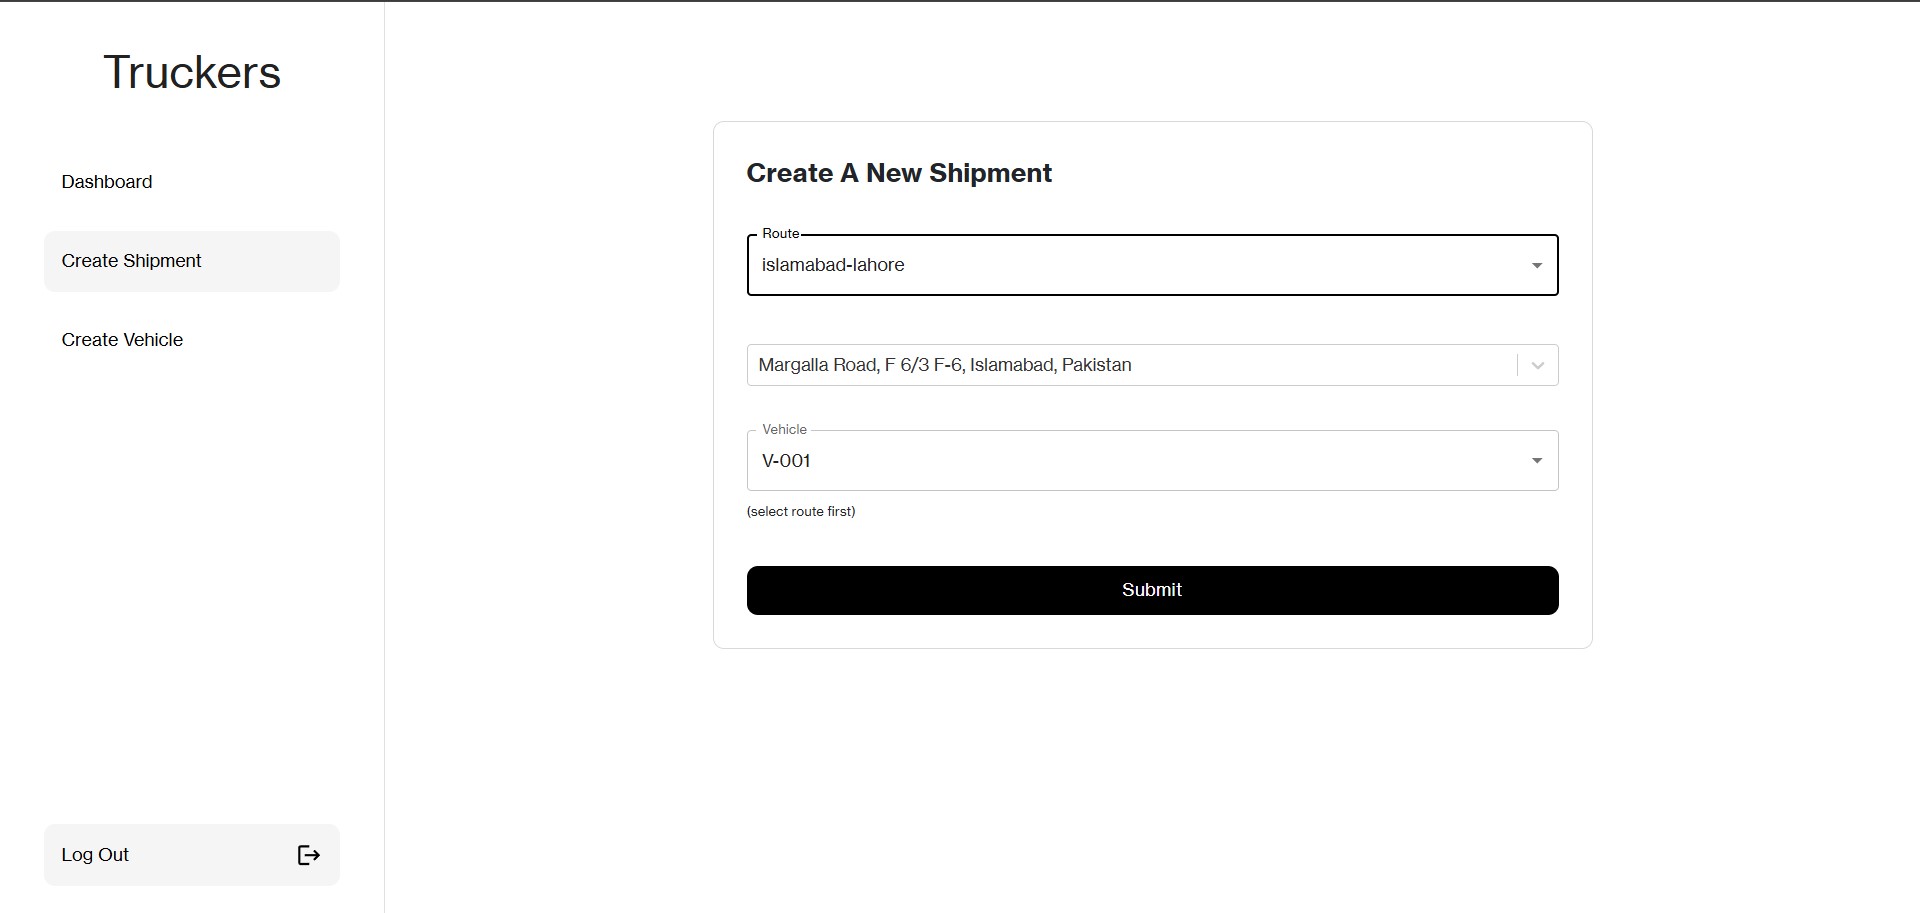 Truckers
Dashboard
Create Shipment
Create Vehicle
Log Out
Create A New Shipment
Route
islamabad-lahore
Margalla Road, F 6/3 F-6, Islamabad, Pakistan
Vehicle
V-001
(select route first)
Submit